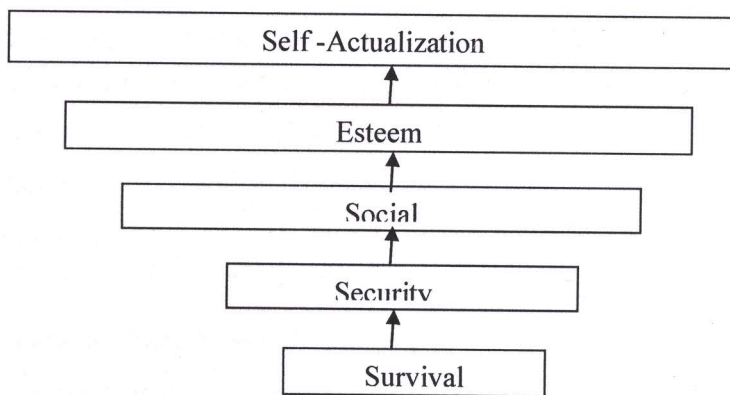 Self -Actualization
Esteem
Social
Security
Survival